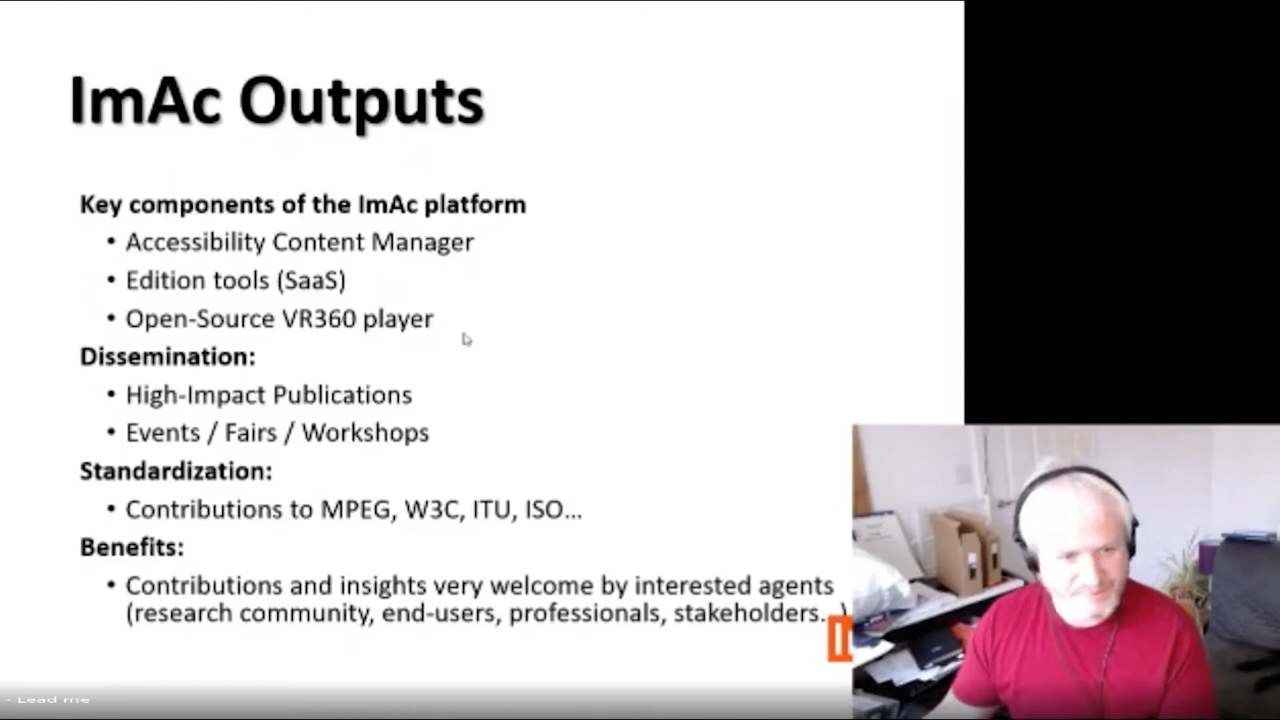 ImAc Outputs
Key components of the ImAc platform
• Accessibility Content Manager
• Edition tools (SaaS)
• Open-Source VR360 player
Dissemination:
• High-Impact Publications
• Events / Fairs / Workshops
Standardization:
• Contributions to MPEG, W3C, ITU, ISO...
Benefits:
• Contributions and insights very welcome by interested agents
(research community, end-users, professionals, stakeholders...)
- Lead me